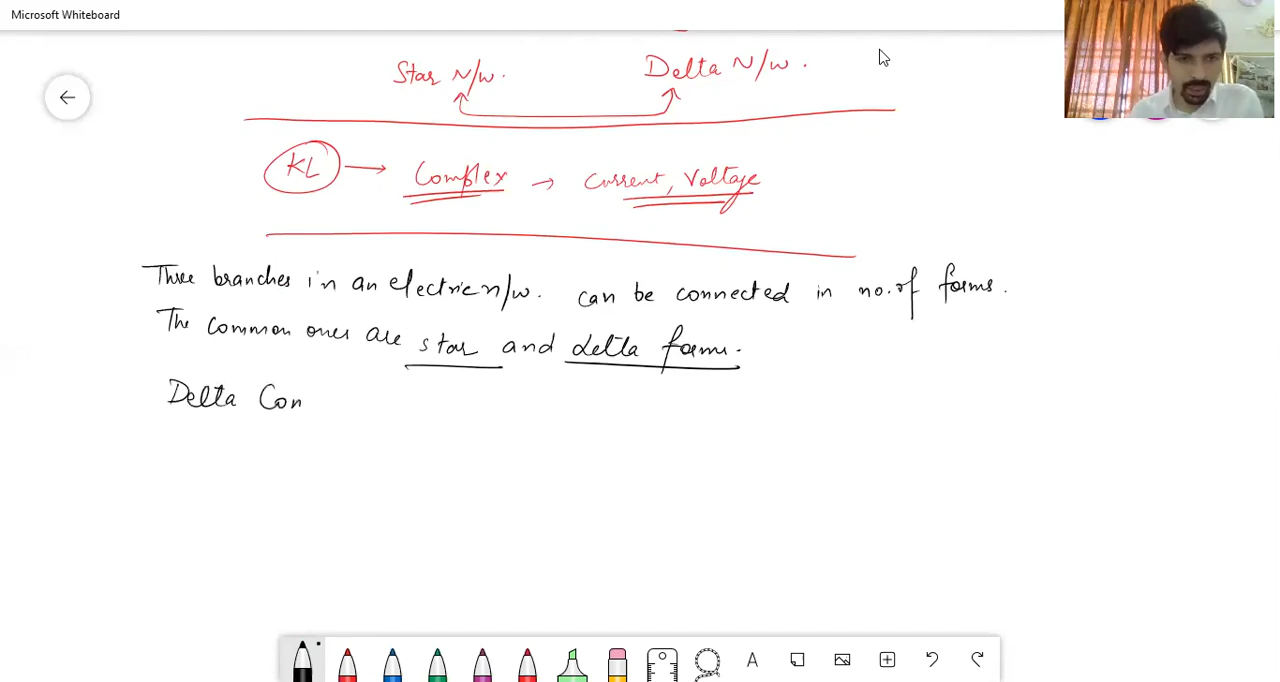 Microsoft Whiteboard
Star N/w.
Delta N/w.
KL → Complex → Current, Voltage
Three branches in an electric n/w. can be connected in no. of forms.
The common ones are star and delta form.
Delta Con
A